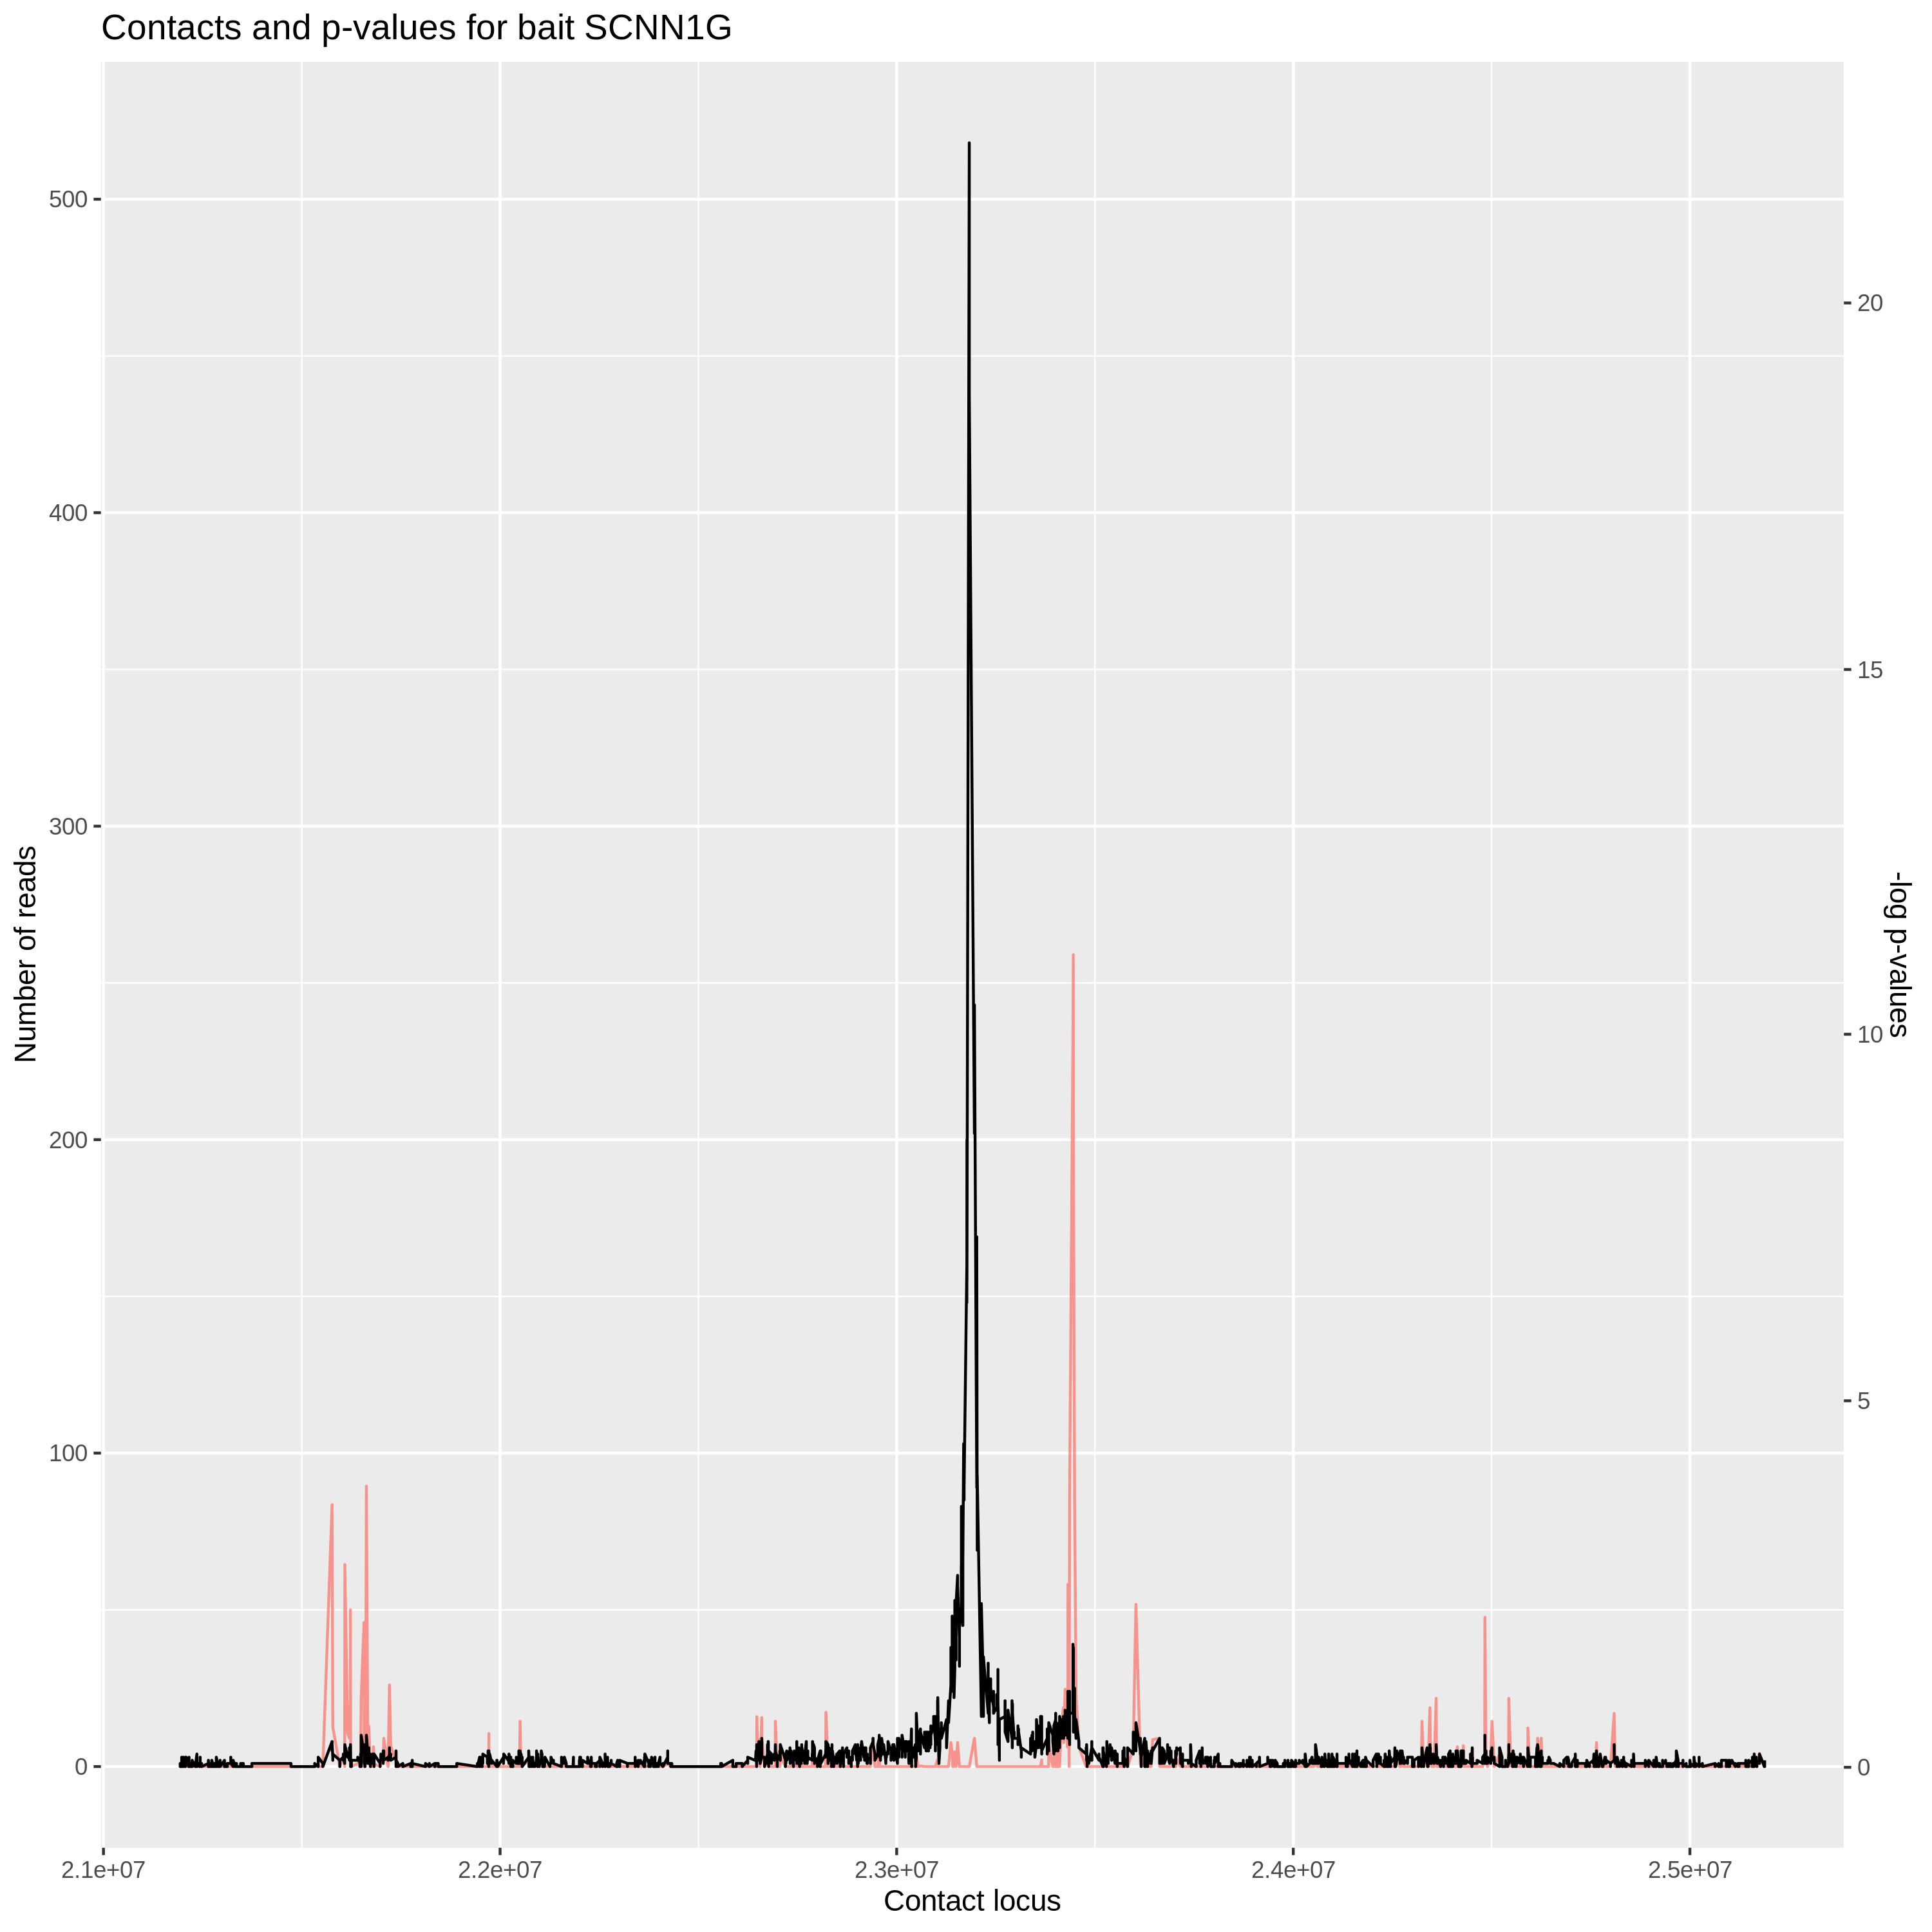 Contacts and p-values for bait SCNN1G
500
400
300
200
100
0
Number of reads
20
15
10
5
0
-log p-values
2.1e+07
2.2e+07
2.3e+07
2.4e+07
2.5e+07
Contact locus